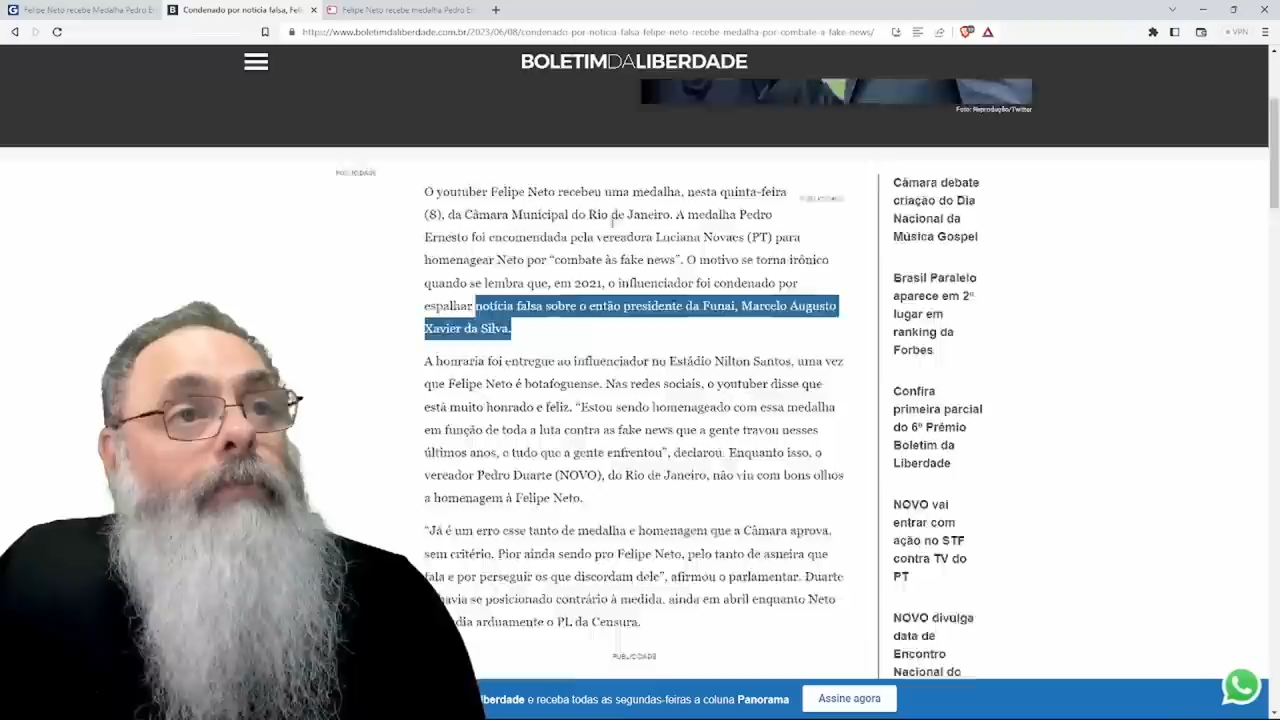 Felipe Neto recebe Medalha Pedro Er
Condenado por notícia falsa, Feli
Felipe Neto recebe medalha Pedro Er
https://www.boletimdaliberdade.com.br/2023/06/08/condenado-por-noticia-falsa-felipe-neto-recebe-medalha-por-combate-a-fake-news/
VPN
BOLETIMDALIBERDADE
Foto: Reprodução/Twitter
PUBLICIDADE
PUBLICIDADE
O youtuber Felipe Neto recebeu uma medalha, nesta quinta-feira
(8), da Câmara Municipal do Rio de Janeiro. A medalha Pedro
Ernesto foi encomendada pela vereadora Luciana Novaes (PT) para
homenagear Neto por “combate às fake news”. O motivo se torna irônico
quando se lembra que, em 2021, o influenciador foi condenado por
espalhar notícia falsa sobre o então presidente da Funai, Marcelo Augusto
Xavier da Silva.
A honraria foi entregue ao influenciador no Estádio Nilton Santos, uma vez
que Felipe Neto é botafoguense. Nas redes sociais, o youtuber disse que
está muito honrado e feliz. “Estou sendo homenageado com essa medalha
em função de toda a luta contra as fake news que a gente travou nesses
últimos anos, e tudo que a gente enfrentou”, declarou. Enquanto isso, o
vereador Pedro Duarte (NOVO), do Rio de Janeiro, não viu com bons olhos
a homenagem à Felipe Neto.
“Já é um erro esse tanto de medalha e homenagem que a Câmara aprova,
sem critério. Pior ainda sendo pro Felipe Neto, pelo tanto de asneira que
fala e por perseguir os que discordam dele”, afirmou o parlamentar. Duarte
havia se posicionado contrário à medida, ainda em abril enquanto Neto
dia arduamente o PL da Censura.
PUBLICIDADE
Câmara debate
criação do Dia
Nacional da
Música Gospel
Brasil Paralelo
aparece em 2º
lugar em
ranking da
Forbes
Confira
primeira parcial
do 6º Prêmio
Boletim da
Liberdade
NOVO vai
entrar com
ação no STF
contra TV do
PT
NOVO divulga
data de
Encontro
Nacional do
iberdade e receba todas as segundas-feiras a coluna Panorama
Assine agora